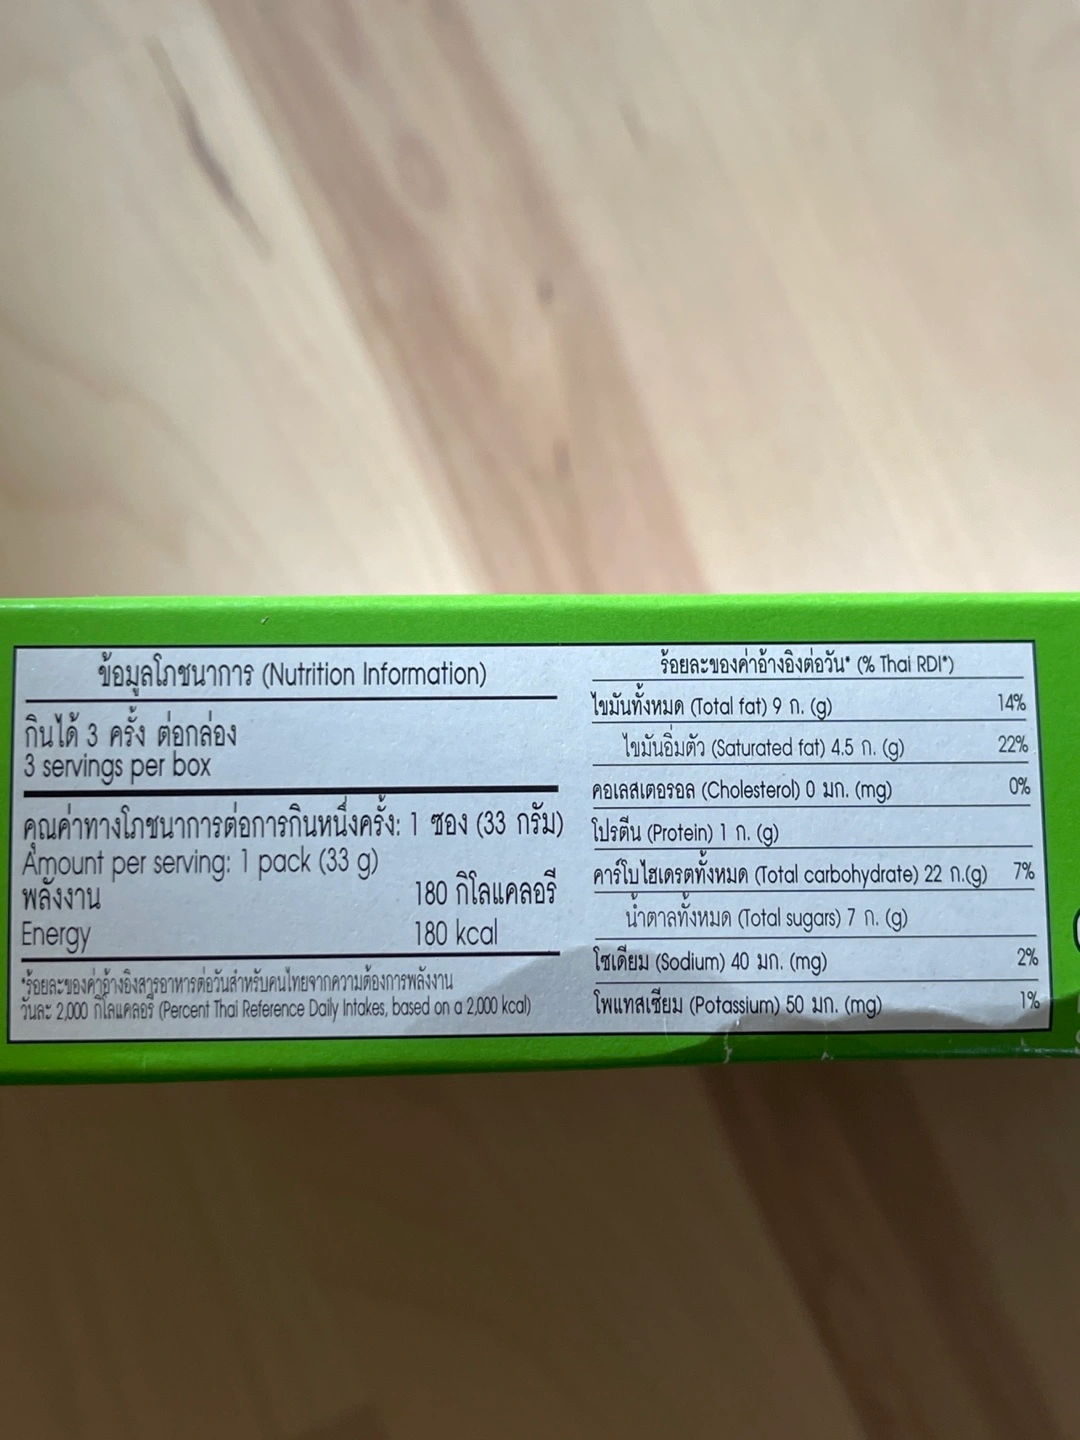 ข้อมูลโภชนาการ (Nutrition Information)
กินได้ 3 ครั้ง ต่อกล่อง
3 servings per box
คุณค่าทางโภชนาการต่อการกินหนึ่งครั้ง: 1 ซอง (33 กรัม)
Amount per serving: 1 pack (33 g)
พลังงาน 180 กิโลแคลอรี
Energy 180 kcal
*ร้อยละของค่าอ้างอิงสารอาหารต่อวันสำหรับคนไทยจากความต้องการพลังงาน
วันละ 2,000 กิโลแคลอรี (Percent Thai Reference Daily Intakes, based on a 2,000 kcal)
ร้อยละของค่าอ้างอิงต่อวัน* (% Thai RDI*)
ไขมันทั้งหมด (Total fat) 9 ก. (g) 14%
ไขมันอิ่มตัว (Saturated fat) 4.5 ก. (g) 22%
คอเลสเตอรอล (Cholesterol) 0 มก. (mg) 0%
โปรตีน (Protein) 1 ก. (g)
คาร์โบไฮเดรตทั้งหมด (Total carbohydrate) 22 ก.(g) 7%
น้ำตาลทั้งหมด (Total sugars) 7 ก. (g)
โซเดียม (Sodium) 40 มก. (mg) 2%
โพแทสเซียม (Potassium) 50 มก. (mg) 1%